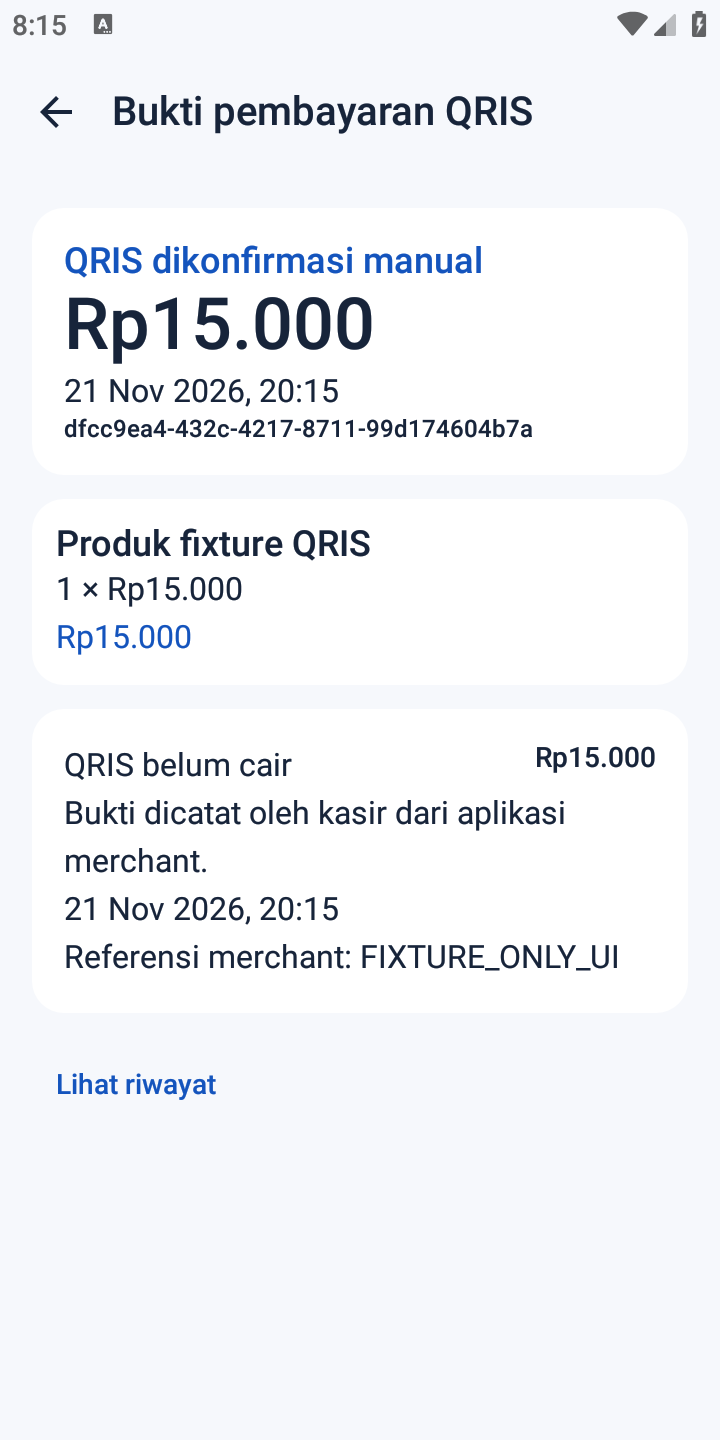 8:15
A
Bukti pembayaran QRIS
QRIS dikonfirmasi manual
Rp15.000
21 Nov 2026, 20:15
dfcc9ea4-432c-4217-8711-99d174604b7a
Produk fixture QRIS
1 × Rp15.000
Rp15.000
QRIS belum cair Rp15.000
Bukti dicatat oleh kasir dari aplikasi
merchant.
21 Nov 2026, 20:15
Referensi merchant: FIXTURE_ONLY_UI
Lihat riwayat